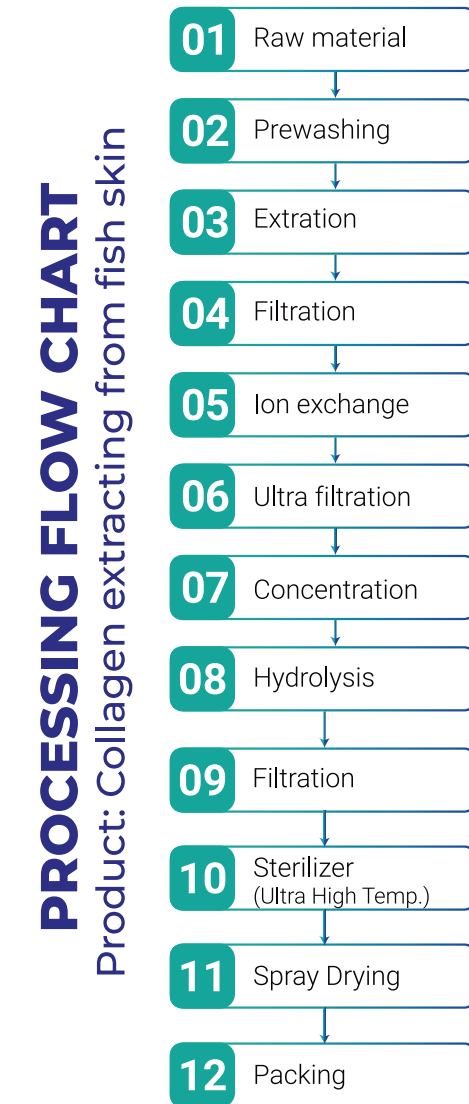 PROCESSING FLOW CHART
Product: Collagen extracting from fish skin
01 Raw material
02 Prewashing
03 Extration
04 Filtration
05 Ion exchange
06 Ultra filtration
07 Concentration
08 Hydrolysis
09 Filtration
10 Sterilizer
(Ultra High Temp.)
11 Spray Drying
12 Packing